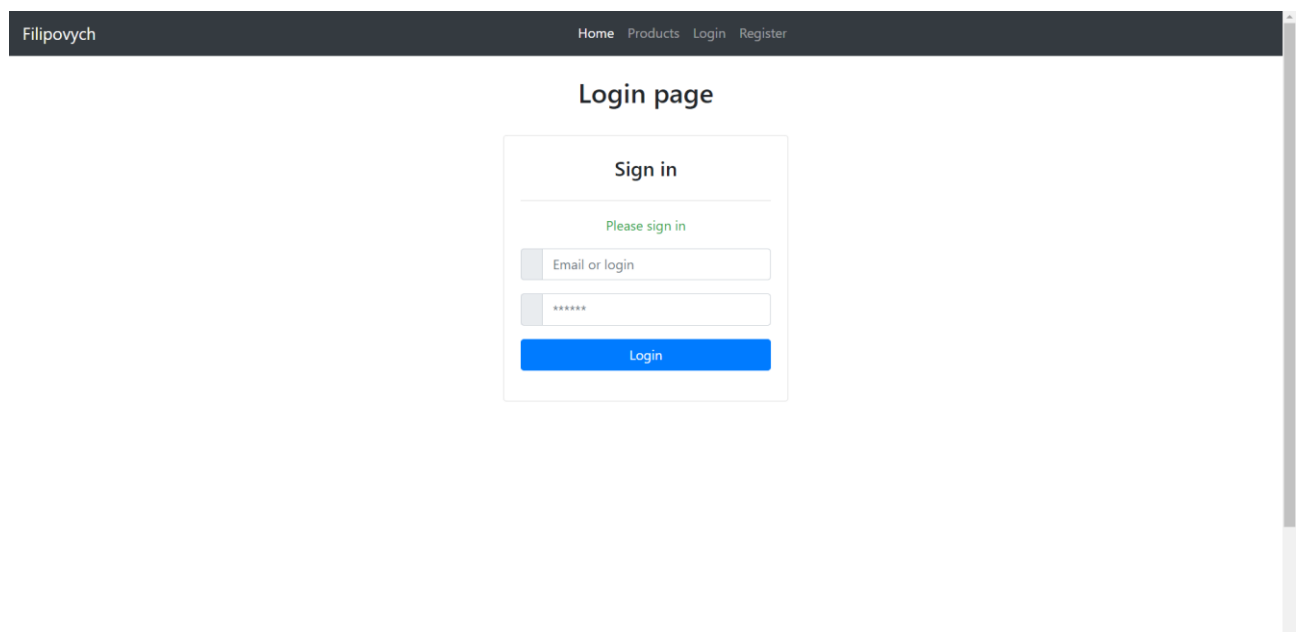 Filipovych
Home Products Login Register
Login page
Sign in
Please sign in
Email or login
******
Login